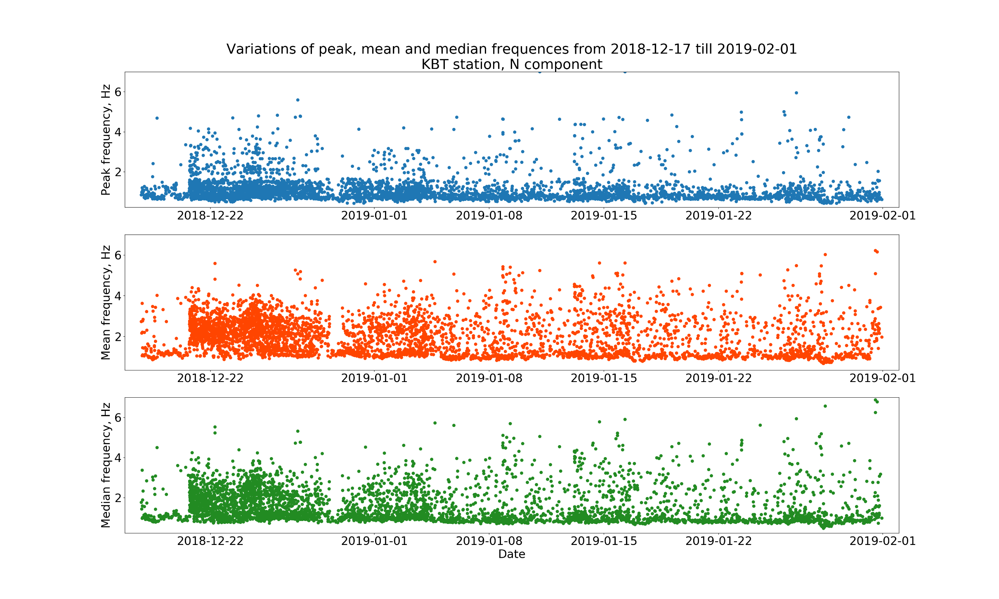 Variations of peak, mean and median frequences from 2018-12-17 till 2019-02-01
KBT station, N component
Peak frequency, Hz
6
4
2
2018-12-22 2019-01-01 2019-01-08 2019-01-15 2019-01-22 2019-02-01
Mean frequency, Hz
6
4
2
2018-12-22 2019-01-01 2019-01-08 2019-01-15 2019-01-22 2019-02-01
Median frequency, Hz
6
4
2
2018-12-22 2019-01-01 2019-01-08 2019-01-15 2019-01-22 2019-02-01
Date